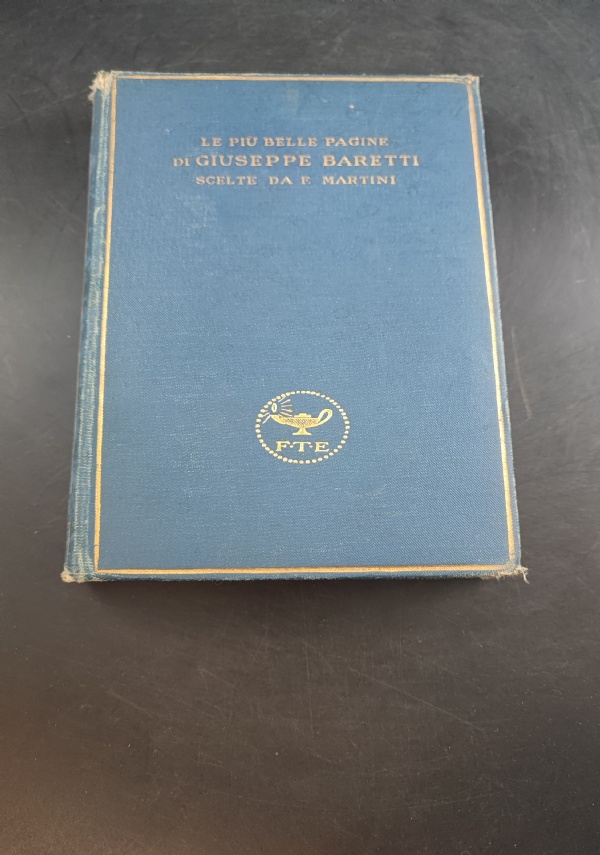 LE PIÙ BELLE PAGINE
DI GIUSEPPE BARETTI
SCELTE DA F. MARTINI
F·T·E